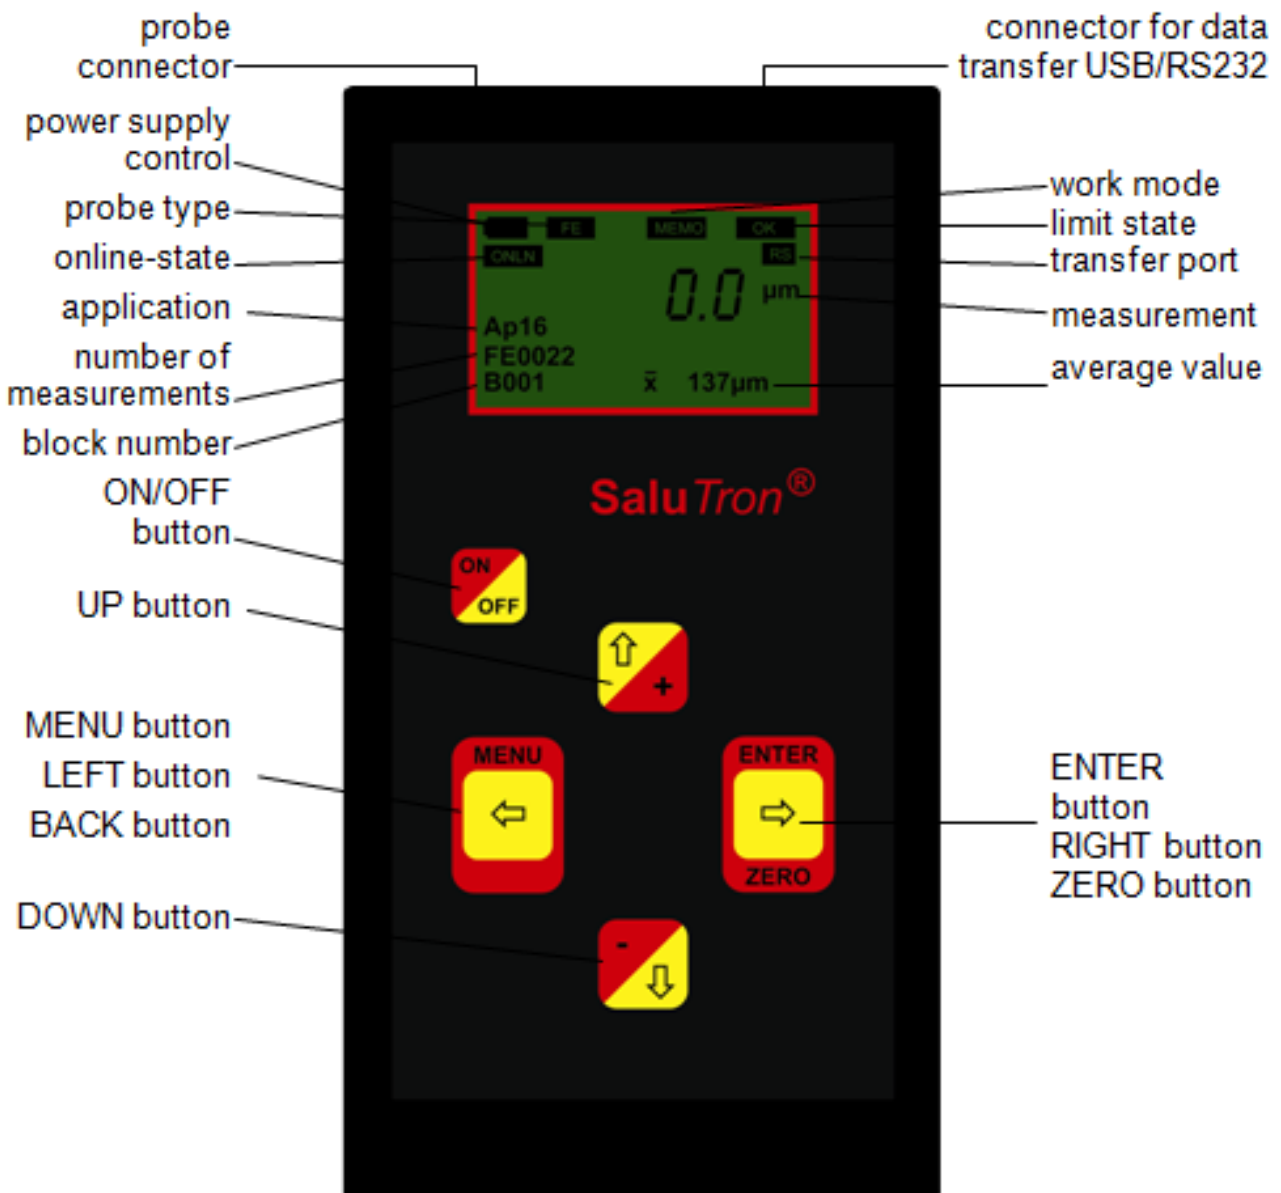 probe
connector
connector for data
transfer USB/RS232
power supply
control
probe type
online-state
application
number of
measurements
block number
ON/OFF
button
UP button
MENU button
LEFT button
BACK button
DOWN button
work mode
limit state
transfer port
measurement
average value
ENTER
button
RIGHT button
ZERO button
FE MEMO OK
ONLN RS
0.0 µm
Ap16
FE0022
B001 x̄ 137µm
SaluTron®
ON
OFF
+
MENU
ENTER
ZERO
-